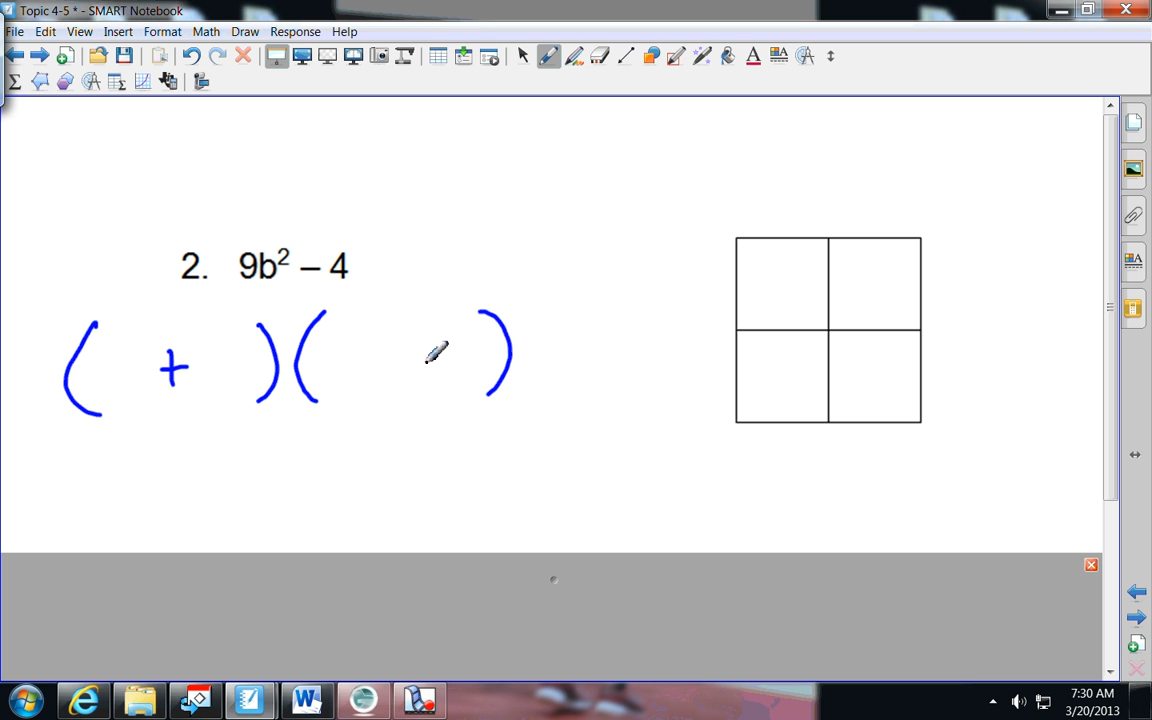 Topic 4-5 * - SMART Notebook
File Edit View Insert Format Math Draw Response Help
2. 9b² – 4
( + )( )
7:30 AM
3/20/2013